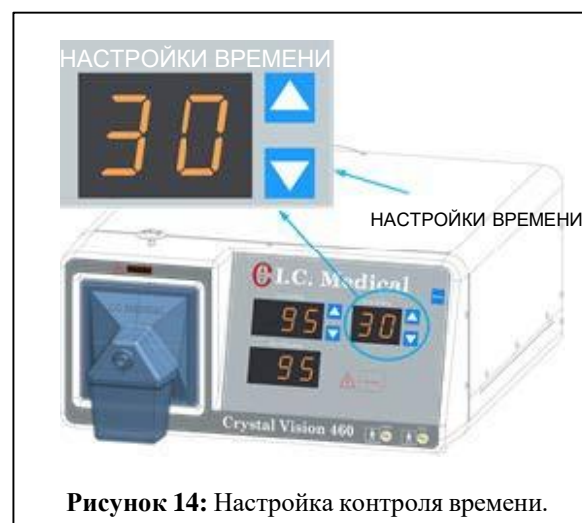 НАСТРОЙКИ ВРЕМЕНИ
30
НАСТРОЙКИ ВРЕМЕНИ
I.C. Medical
95 30
95
Crystal Vision 460
Рисунок 14: Настройка контроля времени.